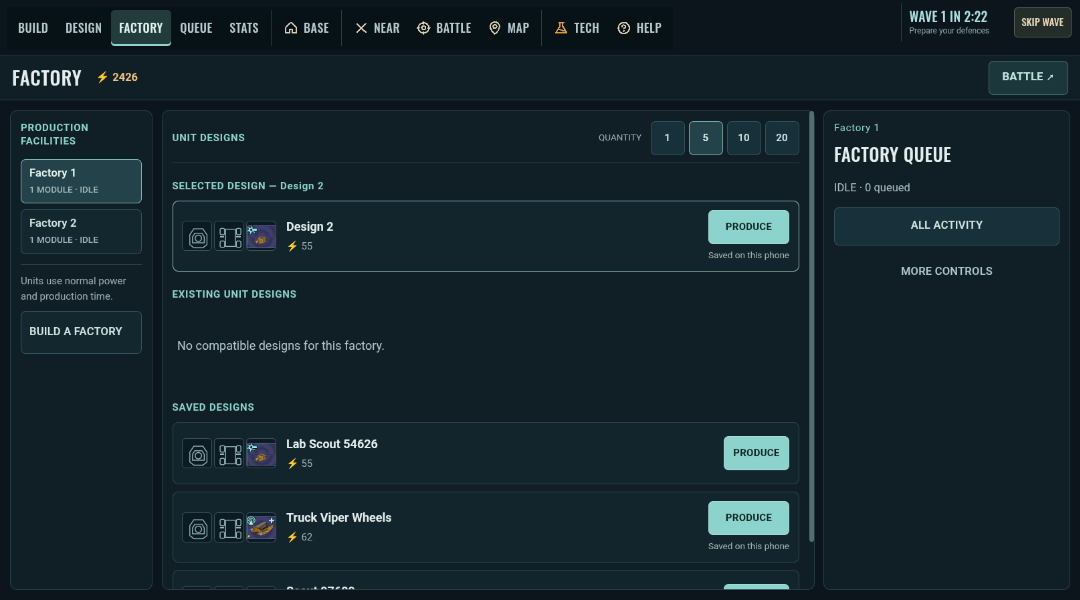 BUILD DESIGN FACTORY QUEUE STATS BASE NEAR BATTLE MAP TECH HELP
WAVE 1 IN 2:22
Prepare your defences
SKIP WAVE
FACTORY ⚡ 2426
BATTLE ↗
PRODUCTION
FACILITIES
Factory 1
1 MODULE · IDLE
Factory 2
1 MODULE · IDLE
Units use normal power
and production time.
BUILD A FACTORY
UNIT DESIGNS
QUANTITY 1 5 10 20
SELECTED DESIGN — Design 2
Design 2
⚡ 55
PRODUCE
Saved on this phone
EXISTING UNIT DESIGNS
No compatible designs for this factory.
SAVED DESIGNS
Lab Scout 54626
⚡ 55
PRODUCE
Truck Viper Wheels
⚡ 62
PRODUCE
Saved on this phone
Factory 1
FACTORY QUEUE
IDLE · 0 queued
ALL ACTIVITY
MORE CONTROLS